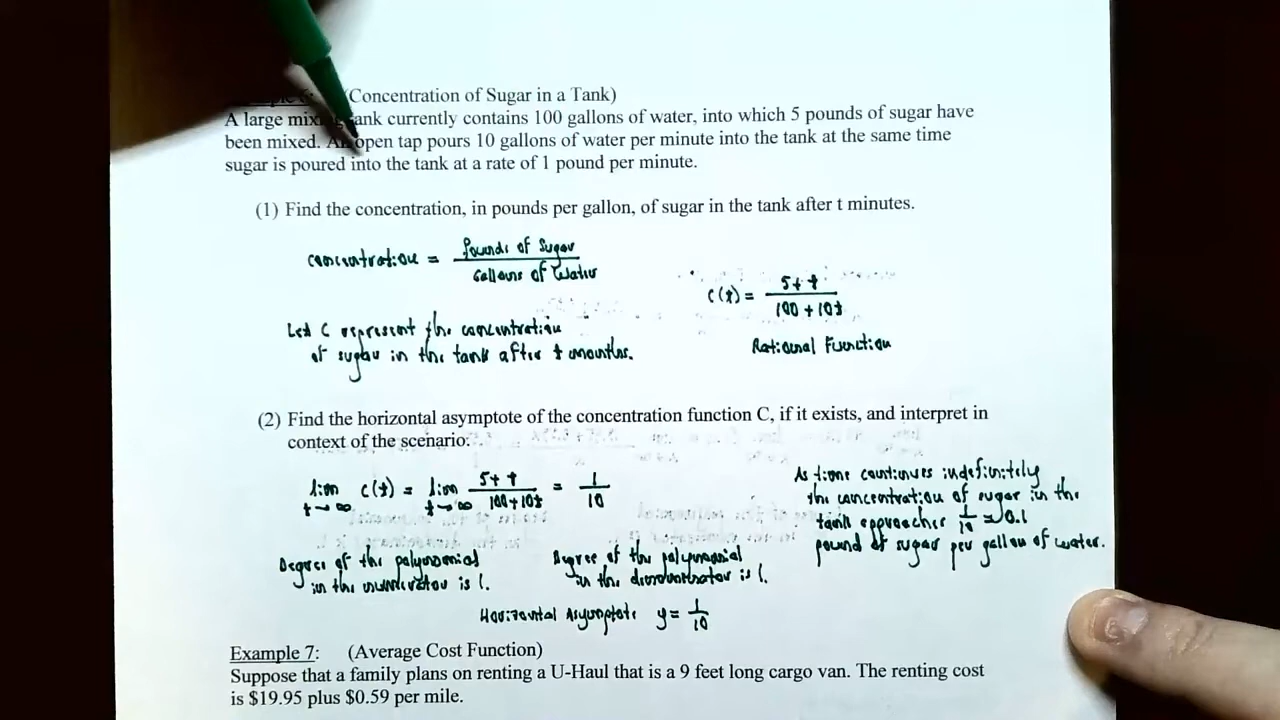 (Concentration of Sugar in a Tank)
A large mixing tank currently contains 100 gallons of water, into which 5 pounds of sugar have
been mixed. An open tap pours 10 gallons of water per minute into the tank at the same time
sugar is poured into the tank at a rate of 1 pound per minute.
(1) Find the concentration, in pounds per gallon, of sugar in the tank after t minutes.
concentration = Pounds of Sugar / Gallons of Water
C(t) = 5+t / 100+10t
Let C represent the concentration
of sugar in the tank after t months.
Rational Function
(2) Find the horizontal asymptote of the concentration function C, if it exists, and interpret in
context of the scenario.
lim t→∞ C(t) = lim t→∞ 5+t / 100+10t = 1/10
As time continues indefinitely
the concentration of sugar in the
tank approaches 1/10 = 0.1
pound of sugar per gallon of water.
Degree of the polynomial
in the numerator is 1.
Degree of the polynomial
in the denominator is 1.
Horizontal Asymptote y = 1/10
Example 7: (Average Cost Function)
Suppose that a family plans on renting a U-Haul that is a 9 feet long cargo van. The renting cost
is $19.95 plus $0.59 per mile.